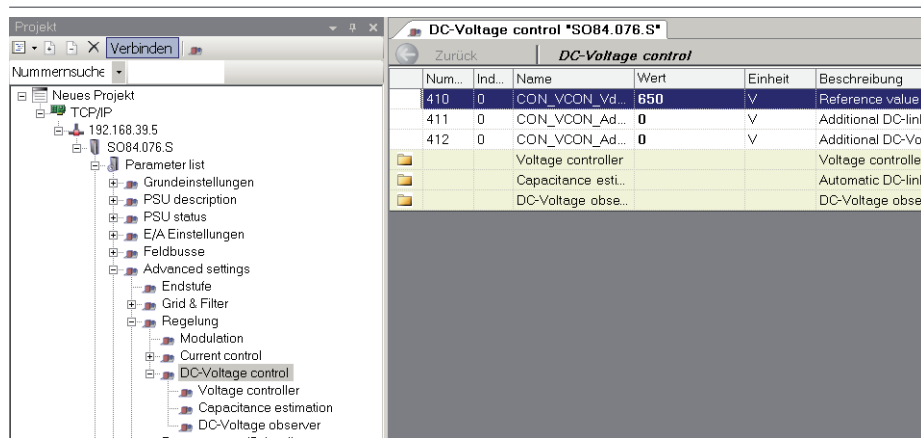 Projekt
Verbinden
Nummernsuche
Neues Projekt
TCP/IP
192.168.39.5
SO84.076.S
Parameter list
Grundeinstellungen
PSU description
PSU status
E/A Einstellungen
Feldbusse
Advanced settings
Endstufe
Grid & Filter
Regelung
Modulation
Current control
DC-Voltage control
Voltage controller
Capacitance estimation
DC-Voltage observer
DC-Voltage control "SO84.076.S"
Zurück DC-Voltage control
Num... Ind... Name Wert Einheit Beschreibung
410 0 CON_VCON_Vd... 650 V Reference value
411 0 CON_VCON_Ad... 0 V Additional DC-lin
412 0 CON_VCON_Ad... 0 V Additional DC-Vo
Voltage controller Voltage controlle
Capacitance esti... Automatic DC-lin
DC-Voltage obse... DC-Voltage obse